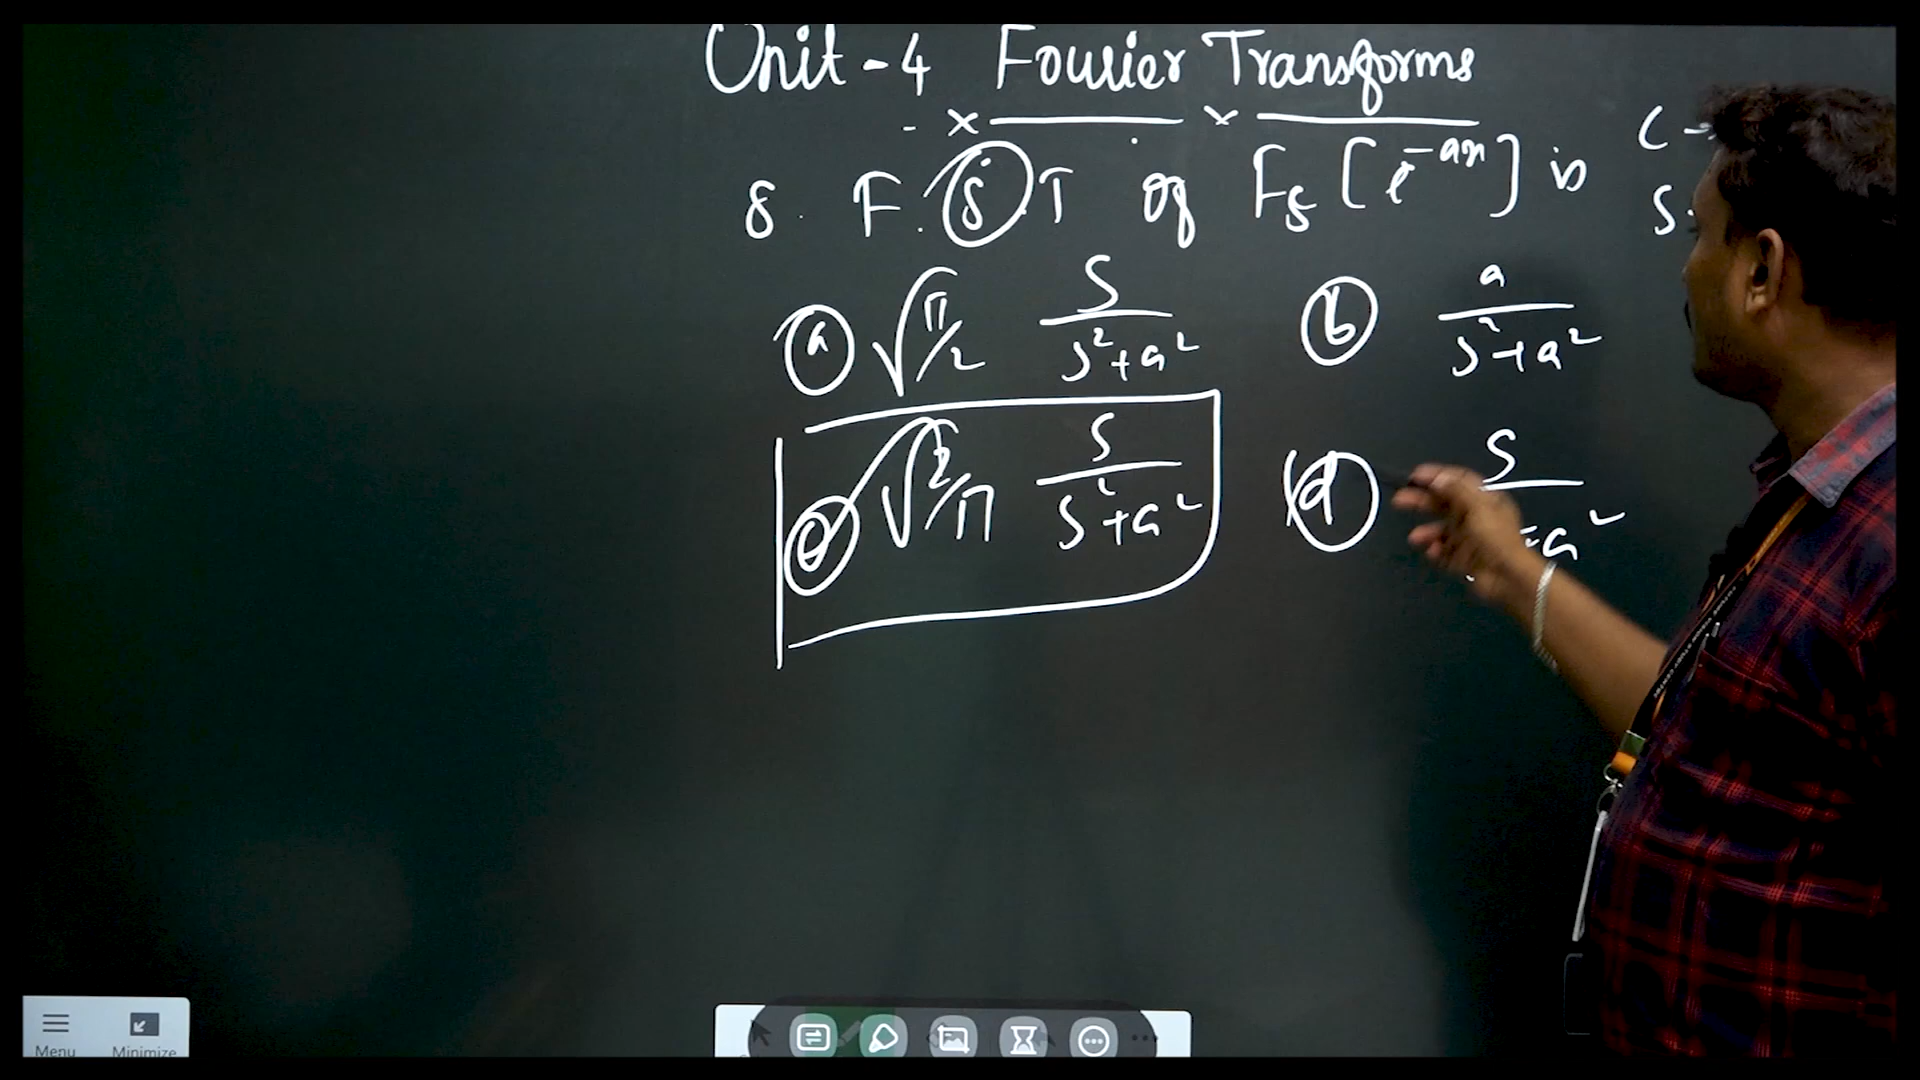 Unit - 4 Fourier Transforms
- × ×
8. F.S.T of Fs [e^-ax] is
C →
S.
(a) √π/2 S/(S²+a²)
(b) a/(S²+a²)
(c) √2/π S/(S²+a²)
(d) S/ a²
Menu Minimize